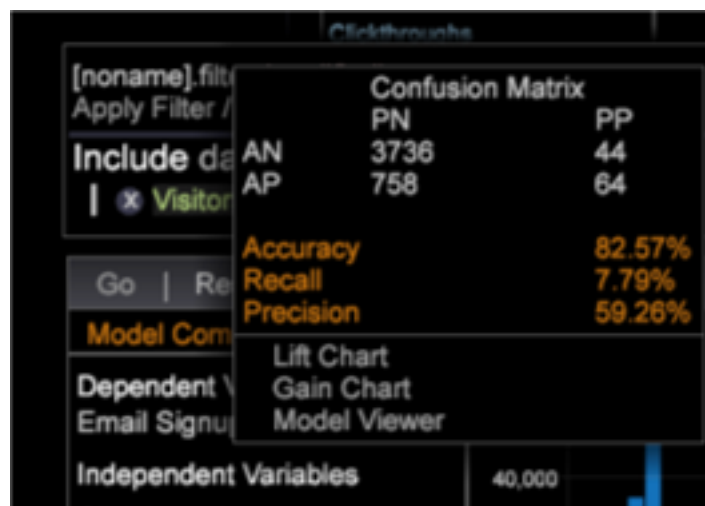 Clickthroughs
[noname].filte
Apply Filter /
Include da
x Visitor
Confusion Matrix
PN PP
AN 3736 44
AP 758 64
Accuracy 82.57%
Recall 7.79%
Precision 59.26%
Lift Chart
Gain Chart
Model Viewer
Go | Re
Model Com
Dependent V
Email Signu
Independent Variables
40,000